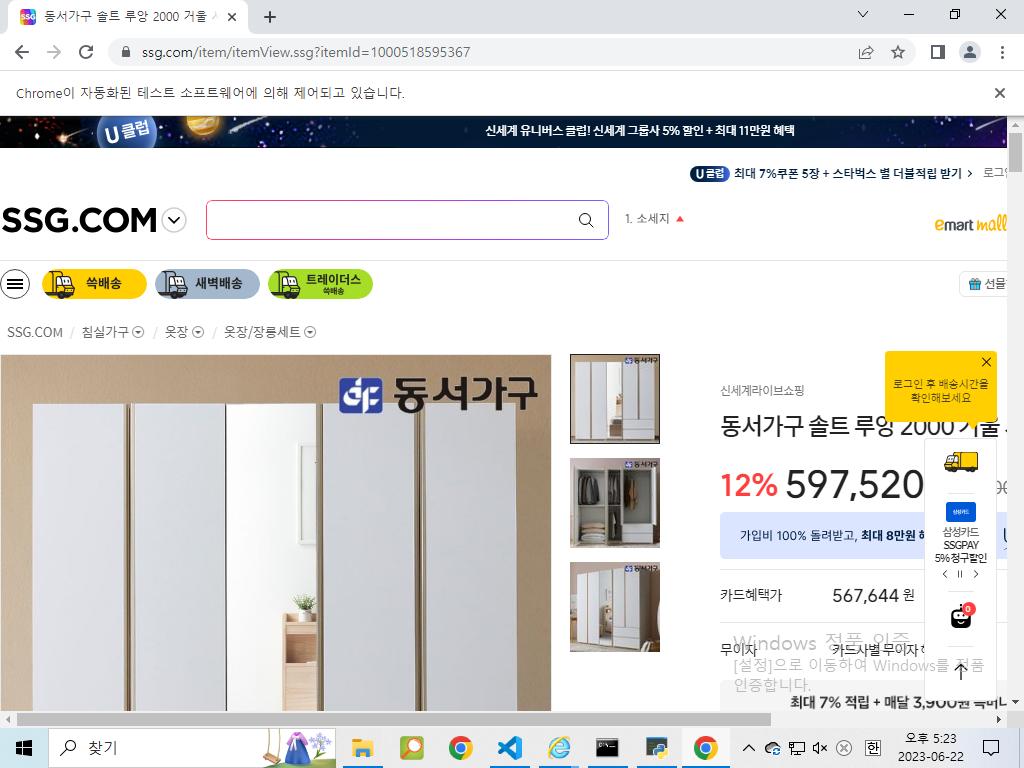 동서가구 솔트 루앙 2000 거울
ssg.com/item/itemView.ssg?itemId=1000518595367
Chrome이 자동화된 테스트 소프트웨어에 의해 제어되고 있습니다.
U 클럽
신세계 유니버스 클럽! 신세계 그룹사 5% 할인 + 최대 11만원 혜택
U 클럽 최대 7%쿠폰 5장 + 스타벅스 별 더블적립 받기 >
SSG.COM
1. 소세지
emart mall
쓱배송
새벽배송
트레이더스
쓱배송
선물
SSG.COM / 침실가구 / 옷장 / 옷장/장롱세트
동서가구
동서가구
동서가구
동서가구
로그인 후 배송시간을
확인해보세요
신세계라이브쇼핑
동서가구 솔트 루앙 2000 거울
12% 597,520
가입비 100% 돌려받고, 최대 8만원
삼성카드
삼성카드
SSGPAY
5% 청구할인
카드혜택가 567,644 원
0
무이자 카드사별 무이자
Windows 정품 인증
[설정]으로 이동하여 Windows를 정품
인증합니다.
최대 7% 적립 + 매달 3,900원
찾기
한
오후 5:23
2023-06-22